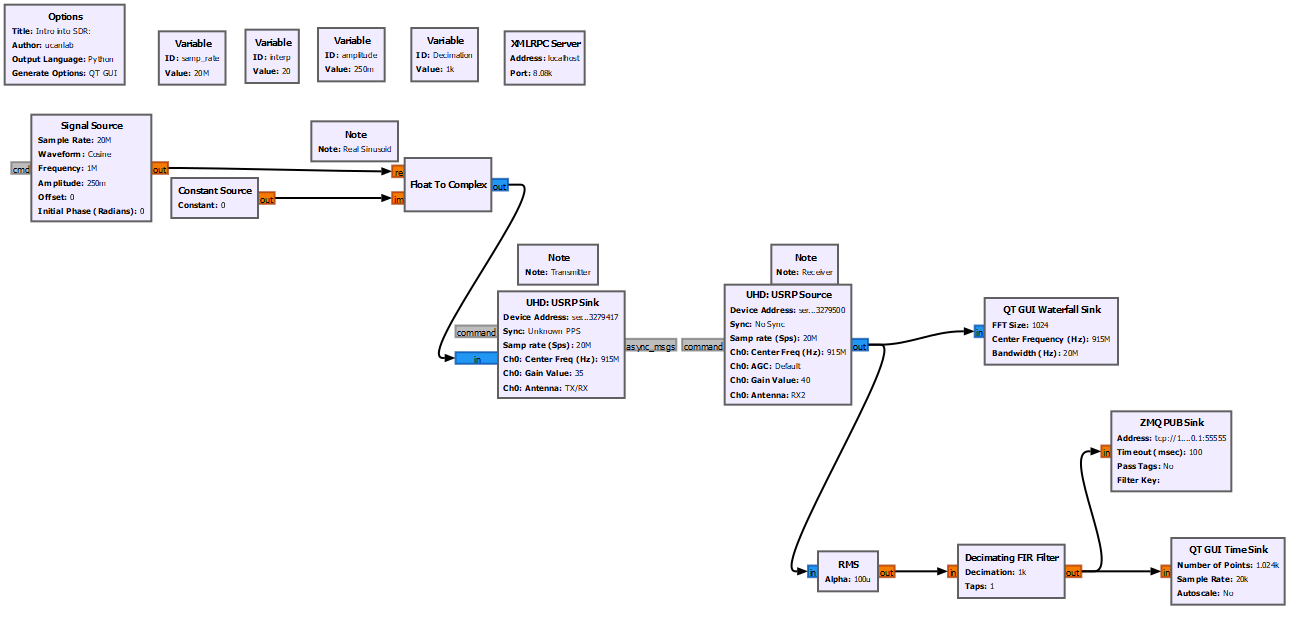 Options
Title: Intro into SDR:
Author: ucanlab
Output Language: Python
Generate Options: QT GUI
Variable
ID: samp_rate
Value: 20M
Variable
ID: interp
Value: 20
Variable
ID: amplitude
Value: 250m
Variable
ID: Decimation
Value: 1k
XMLRPC Server
Address: localhost
Port: 8.08k
Signal Source
Sample Rate: 20M
Waveform: Cosine
Frequency: 1M
Amplitude: 250m
Offset: 0
Initial Phase (Radians): 0
cmd
out
Note
Note: Real Sinusoid
Constant Source
Constant: 0
out
re
im
Float To Complex
out
Note
Note: Transmitter
UHD: USRP Sink
Device Address: ser...3279417
Sync: Unknown PPS
Samp rate (Sps): 20M
Ch0: Center Freq (Hz): 915M
Ch0: Gain Value: 35
Ch0: Antenna: TX/RX
command
in
async_msgs
Note
Note: Receiver
UHD: USRP Source
Device Address: ser...3279500
Sync: No Sync
Samp rate (Sps): 20M
Ch0: Center Freq (Hz): 915M
Ch0: AGC: Default
Ch0: Gain Value: 40
Ch0: Antenna: RX2
command
out
in
QT GUI Waterfall Sink
FFT Size: 1024
Center Frequency (Hz): 915M
Bandwidth (Hz): 20M
ZMQ PUB Sink
Address: tcp://1....0.1:55555
Timeout (msec): 100
Pass Tags: No
Filter Key:
in
in
RMS
Alpha: 100u
out
in
Decimating FIR Filter
Decimation: 1k
Taps: 1
out
in
QT GUI Time Sink
Number of Points: 1.024k
Sample Rate: 20k
Autoscale: No